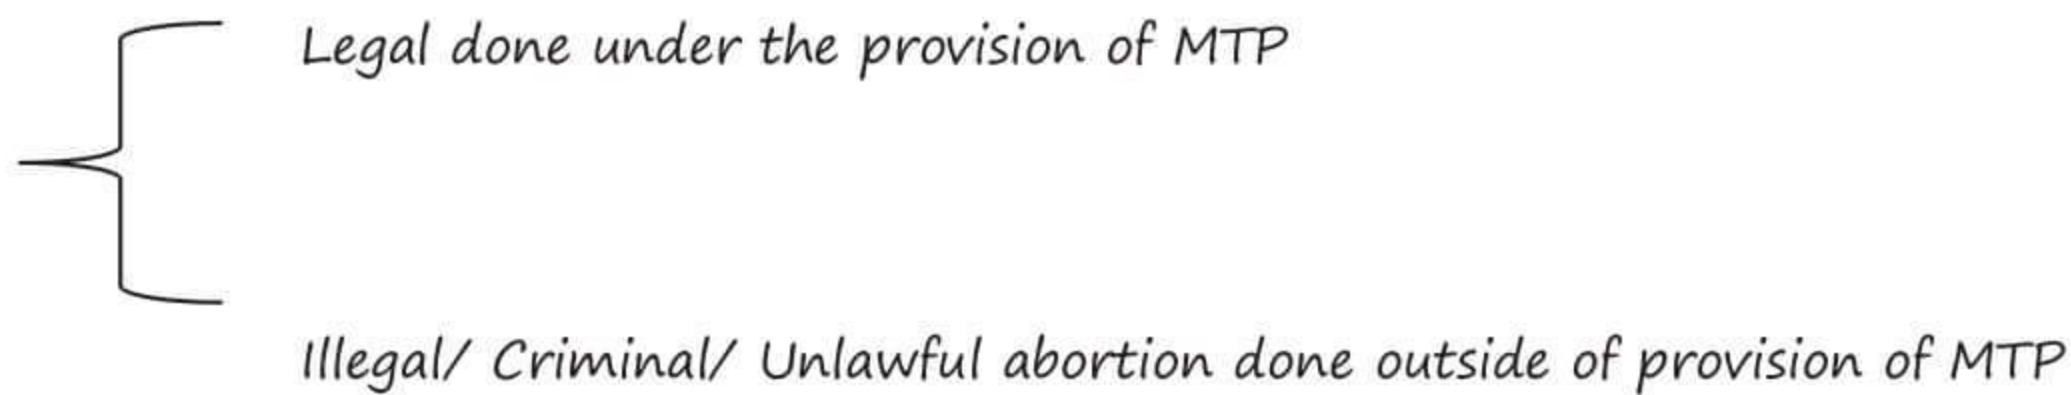 Legal done under the provision of MTP
Illegal/ Criminal/ Unlawful abortion done outside of provision of MTP